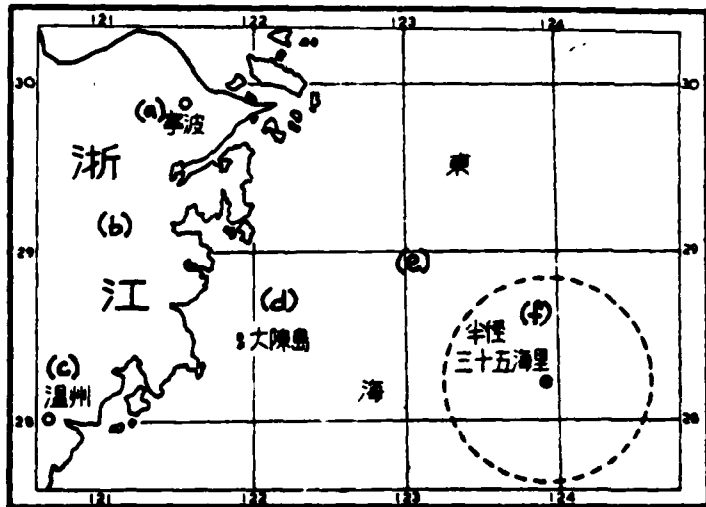 121 122 123 124
30 30
(a)
寧波
浙
東
(b)
29 (e) 29
江
(d)
大陳島
(f)
半徑
三十五海里
(c)
温州
海
28 28
121 122 123 124